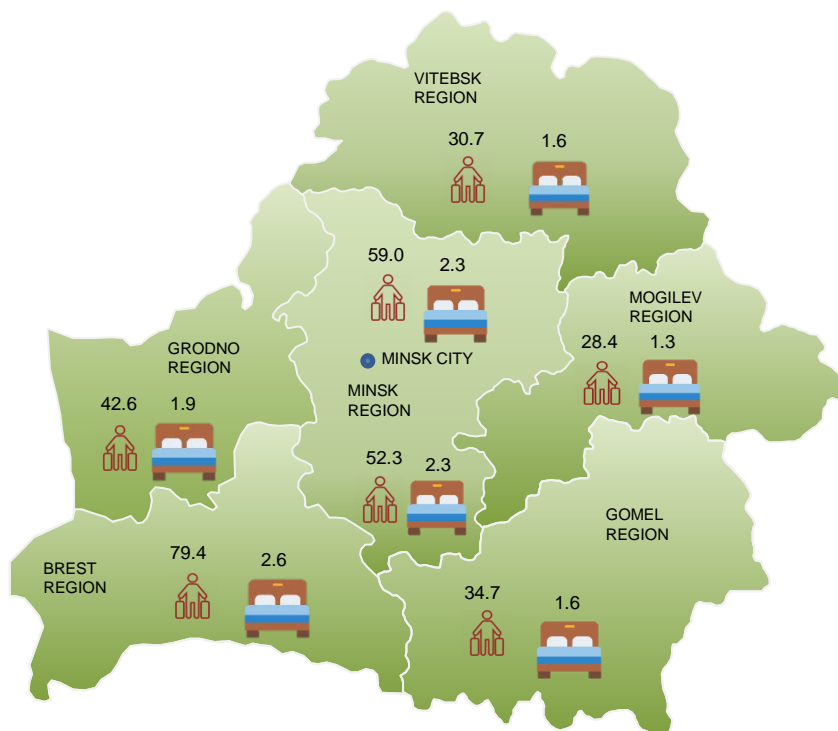 VITEBSK
REGION
30.7 1.6
59.0 2.3
MOGILEV
REGION
28.4 1.3
GRODNO
REGION
42.6 1.9
MINSK CITY
MINSK
REGION
52.3 2.3
GOMEL
REGION
34.7 1.6
BREST
REGION
79.4 2.6